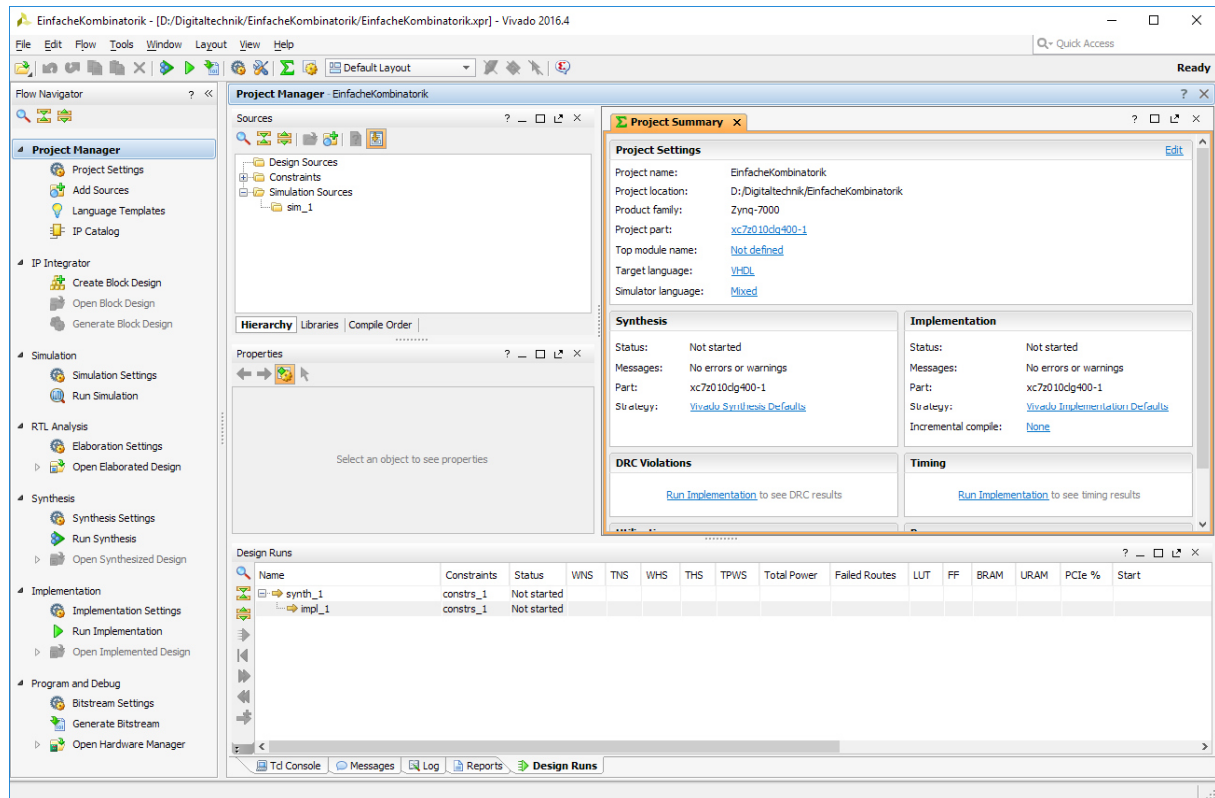 EinfacheKombinatorik - [D:/Digitaltechnik/EinfacheKombinatorik/EinfacheKombinatorik.xpr] - Vivado 2016.4
File Edit Flow Tools Window Layout View Help
Quick Access
Default Layout
Ready
Flow Navigator
Project Manager
Project Settings
Add Sources
Language Templates
IP Catalog
IP Integrator
Create Block Design
Open Block Design
Generate Block Design
Simulation
Simulation Settings
Run Simulation
RTL Analysis
Elaboration Settings
Open Elaborated Design
Synthesis
Synthesis Settings
Run Synthesis
Open Synthesized Design
Implementation
Implementation Settings
Run Implementation
Open Implemented Design
Program and Debug
Bitstream Settings
Generate Bitstream
Open Hardware Manager
Project Manager - EinfacheKombinatorik
Sources
Design Sources
Constraints
Simulation Sources
sim_1
Hierarchy Libraries Compile Order
Properties
Select an object to see properties
Project Summary
Project Settings Edit
Project name: EinfacheKombinatorik
Project location: D:/Digitaltechnik/EinfacheKombinatorik
Product family: Zynq-7000
Project part: xc7z010clg400-1
Top module name: Not defined
Target language: VHDL
Simulator language: Mixed
Synthesis
Status: Not started
Messages: No errors or warnings
Part: xc7z010clg400-1
Strategy: Vivado Synthesis Defaults
Implementation
Status: Not started
Messages: No errors or warnings
Part: xc7z010clg400-1
Strategy: Vivado Implementation Defaults
Incremental compile: None
DRC Violations
Run Implementation to see DRC results
Timing
Run Implementation to see timing results
Design Runs
Name Constraints Status WNS TNS WHS THS TPWS Total Power Failed Routes LUT FF BRAM URAM PCIe % Start
synth_1 constrs_1 Not started
impl_1 constrs_1 Not started
Tcl Console Messages Log Reports Design Runs